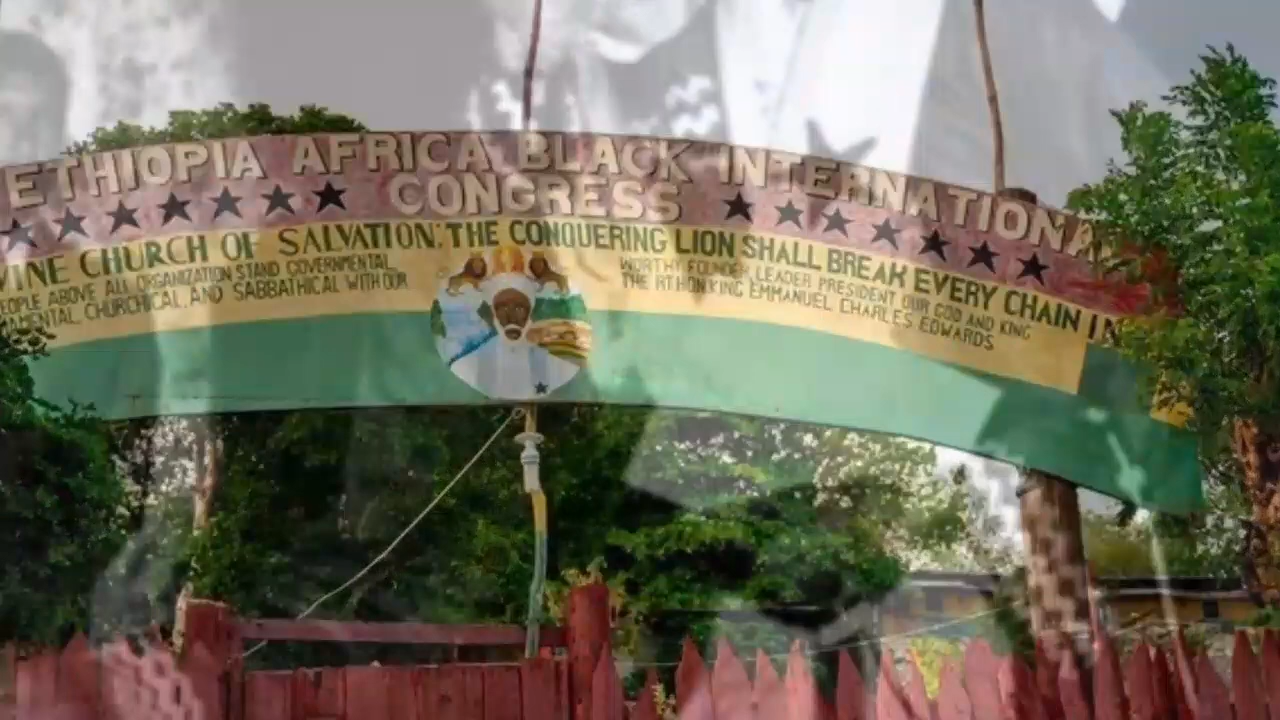 ETHIOPIA AFRICA BLACK INTERNATIONAL
CONGRESS
VINE CHURCH OF SALVATION: THE CONQUERING LION SHALL BREAK EVERY CHAIN IN
PEOPLE ABOVE ALL ORGANIZATION STAND GOVERNMENTAL
MENTAL, CHURCHICAL, AND SABBATHICAL WITH OUR
WORTHY FOUNDER, LEADER PRESIDENT OUR GOD AND KING
THE RT HON KING EMMANUEL CHARLES EDWARDS